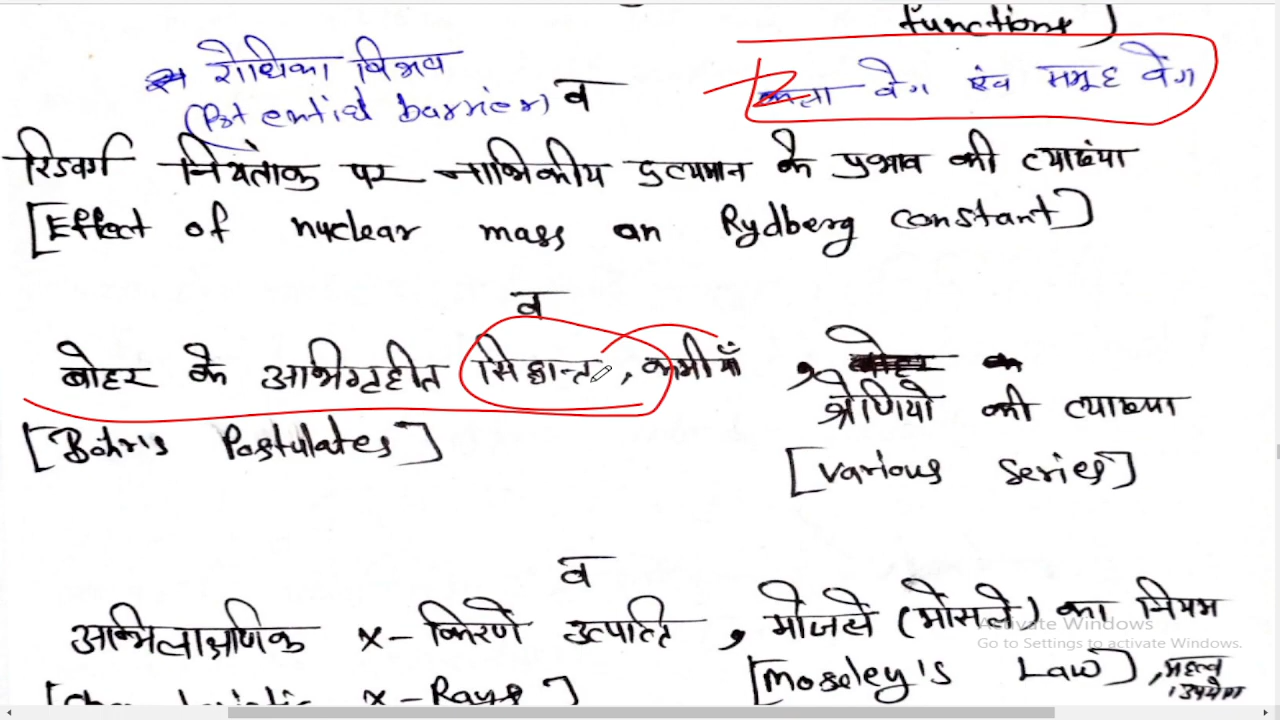 functions]
रोधिका विभव
कला वेग एंव समूह वेग
(Potential barrier)
व
रिडबर्ग नियतांक पर नाभिकीय द्रव्यमान के प्रभाव की व्याख्या
[Effect of nuclear mass on Rydberg constant]
व
बोहर के अभिगृहीत सिद्धान्त, कमीयाँ,
श्रेणियो की व्याख्या
[Bohr's Postulates]
[various series]
व
अभिलाक्षणिक x-किरणें उत्पत्ति, मोजले (मोसले) का नियम
Activate Windows
Go to Settings to activate Windows.
[Moseley's Law], महत्व
x-Rays]